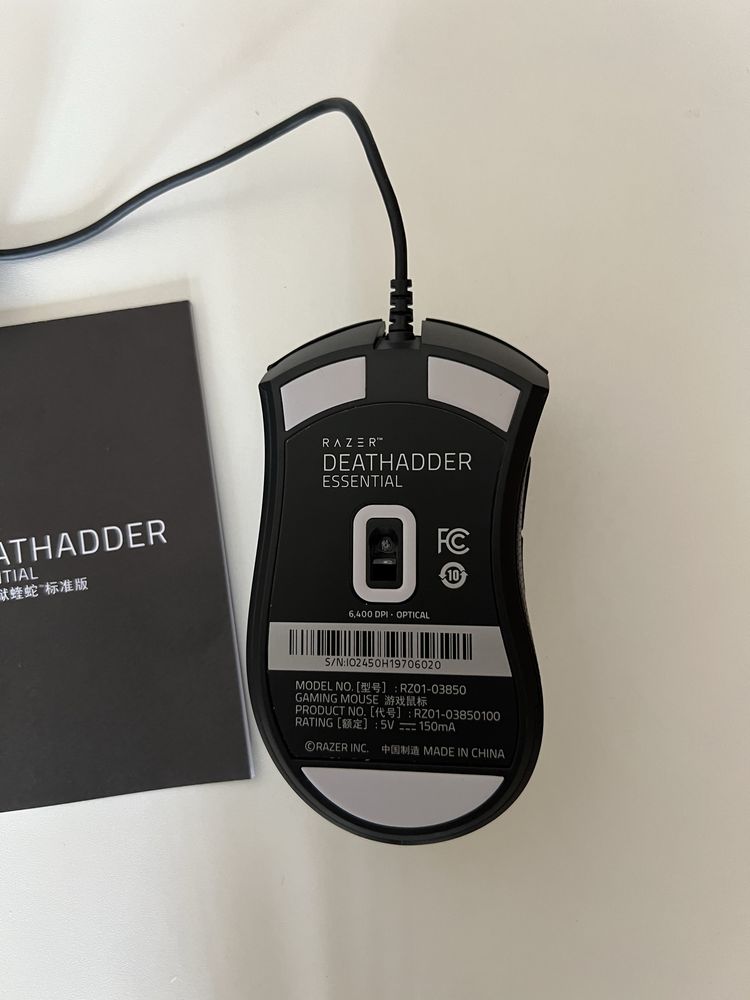 RAZER™
DEATHADDER
ESSENTIAL
FC
10
6,400 DPI · OPTICAL
S/N:IO2450H19706020
MODEL NO. [型号] : RZ01-03850
GAMING MOUSE 游戏鼠标
PRODUCT NO. [代号] : RZ01-03850100
RATING [额定] : 5V ⎓ 150mA
©RAZER INC. 中国制造 MADE IN CHINA
EATHADDER
NTIAL
狱蝰蛇™标准版